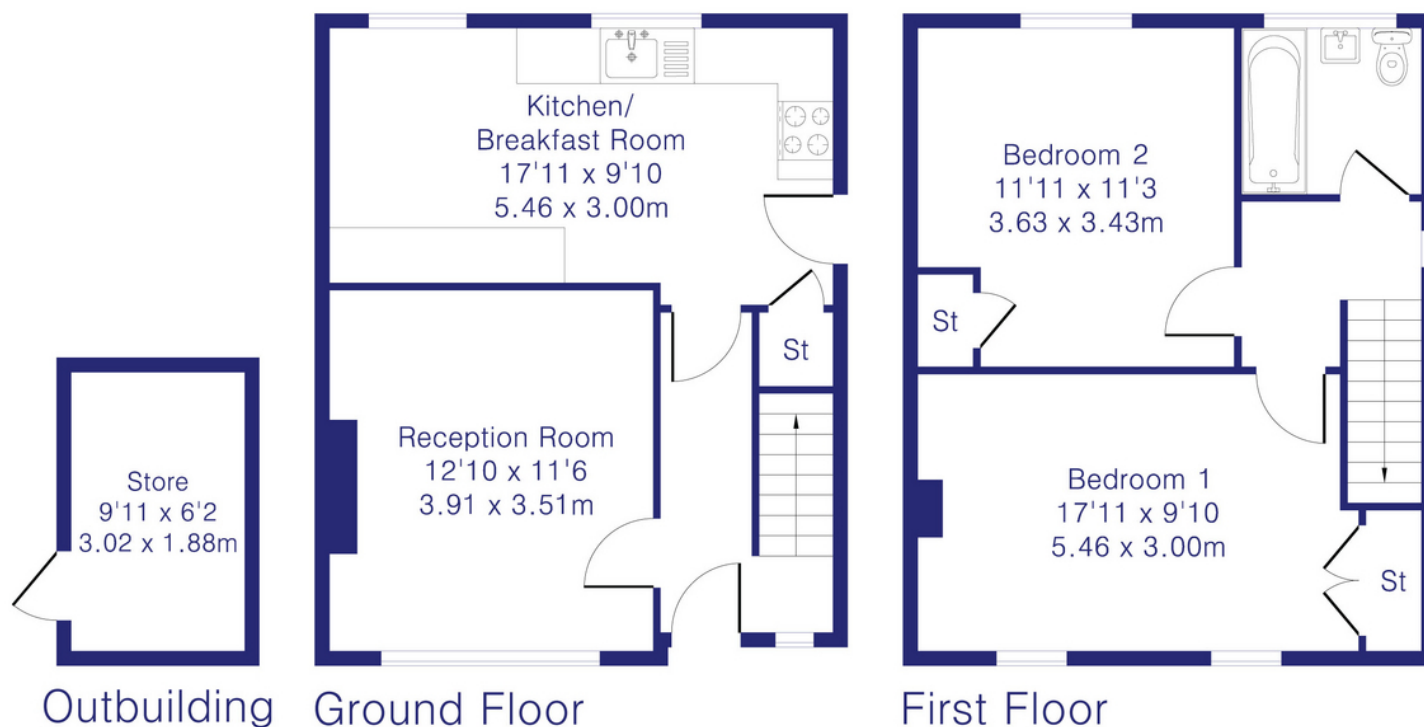 Kitchen/
Breakfast Room
17'11 x 9'10
5.46 x 3.00m
St
Reception Room
12'10 x 11'6
3.91 x 3.51m
Store
9'11 x 6'2
3.02 x 1.88m
Bedroom 2
11'11 x 11'3
3.63 x 3.43m
St
Bedroom 1
17'11 x 9'10
5.46 x 3.00m
St
Outbuilding
Ground Floor
First Floor